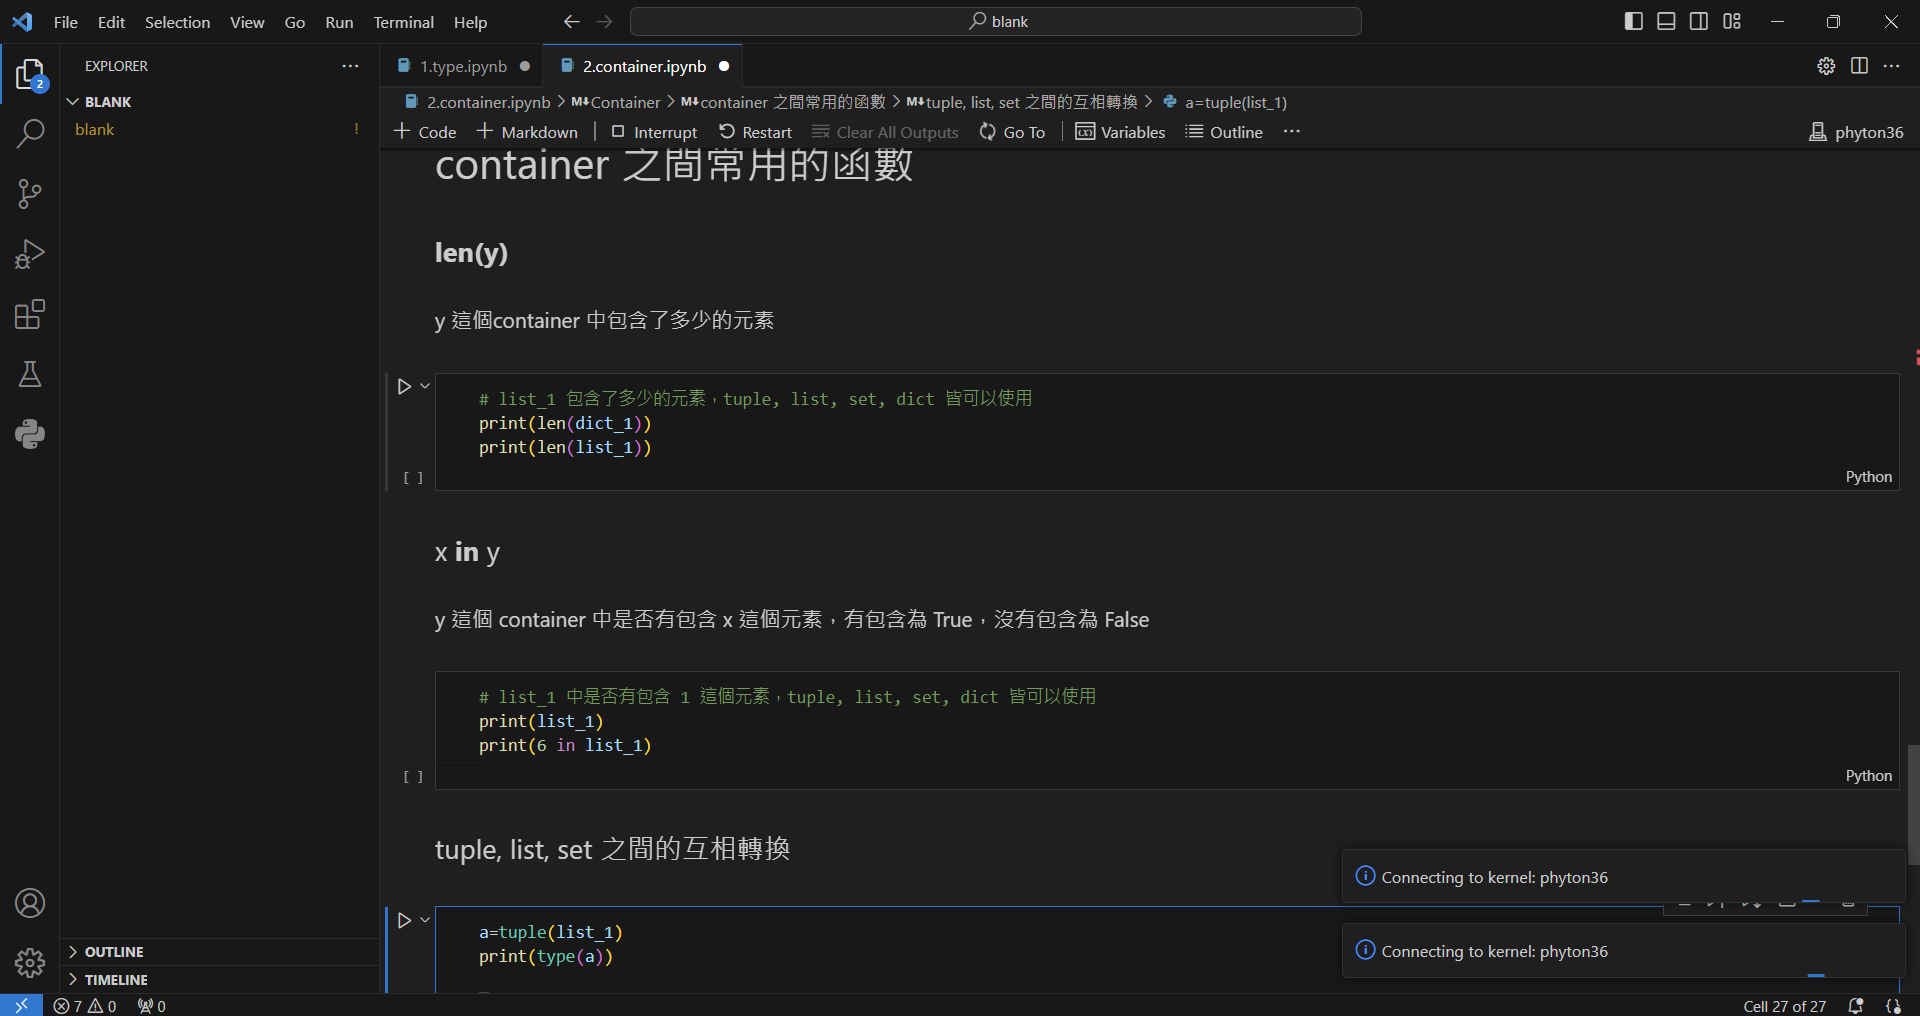 File Edit Selection View Go Run Terminal Help
blank
EXPLORER
BLANK
blank !
2
1.type.ipynb
2.container.ipynb
2.container.ipynb > M↓Container > M↓container 之間常用的函數 > M↓tuple, list, set 之間的互相轉換 > a=tuple(list_1)
Code Markdown Interrupt Restart Clear All Outputs Go To Variables Outline
phyton36
container 之間常用的函數
len(y)
y 這個container 中包含了多少的元素
# list_1 包含了多少的元素，tuple, list, set, dict 皆可以使用
print(len(dict_1))
print(len(list_1))
[ ]
Python
x in y
y 這個 container 中是否有包含 x 這個元素，有包含為 True，沒有包含為 False
# list_1 中是否有包含 1 這個元素，tuple, list, set, dict 皆可以使用
print(list_1)
print(6 in list_1)
[ ]
Python
tuple, list, set 之間的互相轉換
a=tuple(list_1)
print(type(a))
Connecting to kernel: phyton36
Connecting to kernel: phyton36
OUTLINE
TIMELINE
7 0 0
Cell 27 of 27